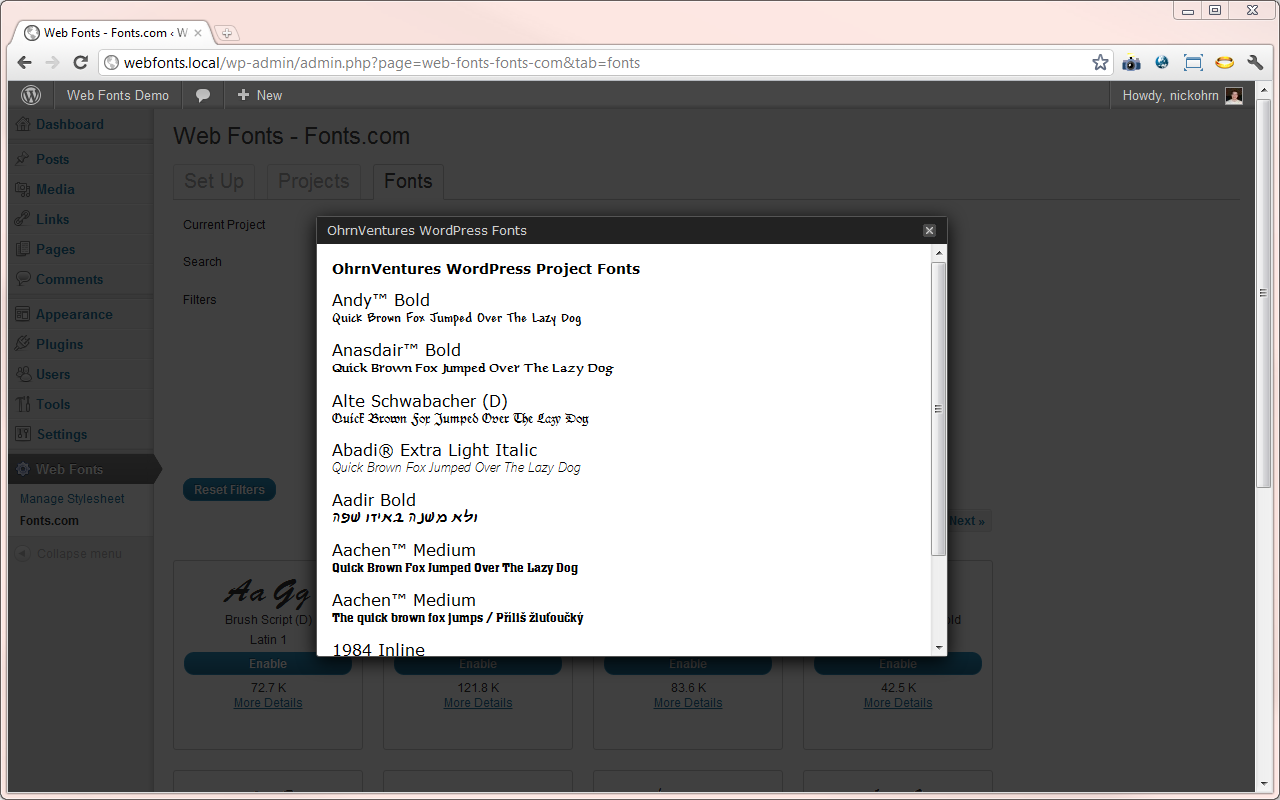 Web Fonts - Fonts.com ‹ W
webfonts.local/wp-admin/admin.php?page=web-fonts-fonts-com&tab=fonts
Web Fonts Demo
New
Howdy, nickohrn
Dashboard
Posts
Media
Links
Pages
Comments
Appearance
Plugins
Users
Tools
Settings
Web Fonts
Manage Stylesheet
Fonts.com
Collapse menu
Web Fonts - Fonts.com
Set Up Projects Fonts
Current Project
Search
Filters
Reset Filters
OhrnVentures WordPress Fonts
OhrnVentures WordPress Project Fonts
Andy™ Bold
Quick Brown Fox Jumped Over The Lazy Dog
Anasdair™ Bold
Quick Brown Fox Jumped Over The Lazy Dog
Alte Schwabacher (D)
Quick Brown Fox Jumped Over The Lazy Dog
Abadi® Extra Light Italic
Quick Brown Fox Jumped Over The Lazy Dog
Aadir Bold
ולא משנה באידו שפה
Aachen™ Medium
Quick Brown Fox Jumped Over The Lazy Dog
Aachen™ Medium
The quick brown fox jumps / Příliš žluťoučký
1984 Inline
Next »
Aa Gg
Brush Script (D)
Latin 1
Enable Enable Enable Enable
72.7 K 121.8 K 83.6 K 42.5 K
More Details More Details More Details More Details